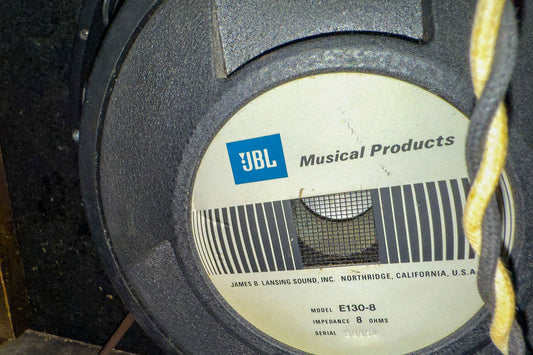 JBL Musical Products
JAMES B. LANSING SOUND, INC. NORTHRIDGE, CALIFORNIA, U.S.A.
MODEL E130-8
IMPEDANCE 8 OHMS
SERIAL